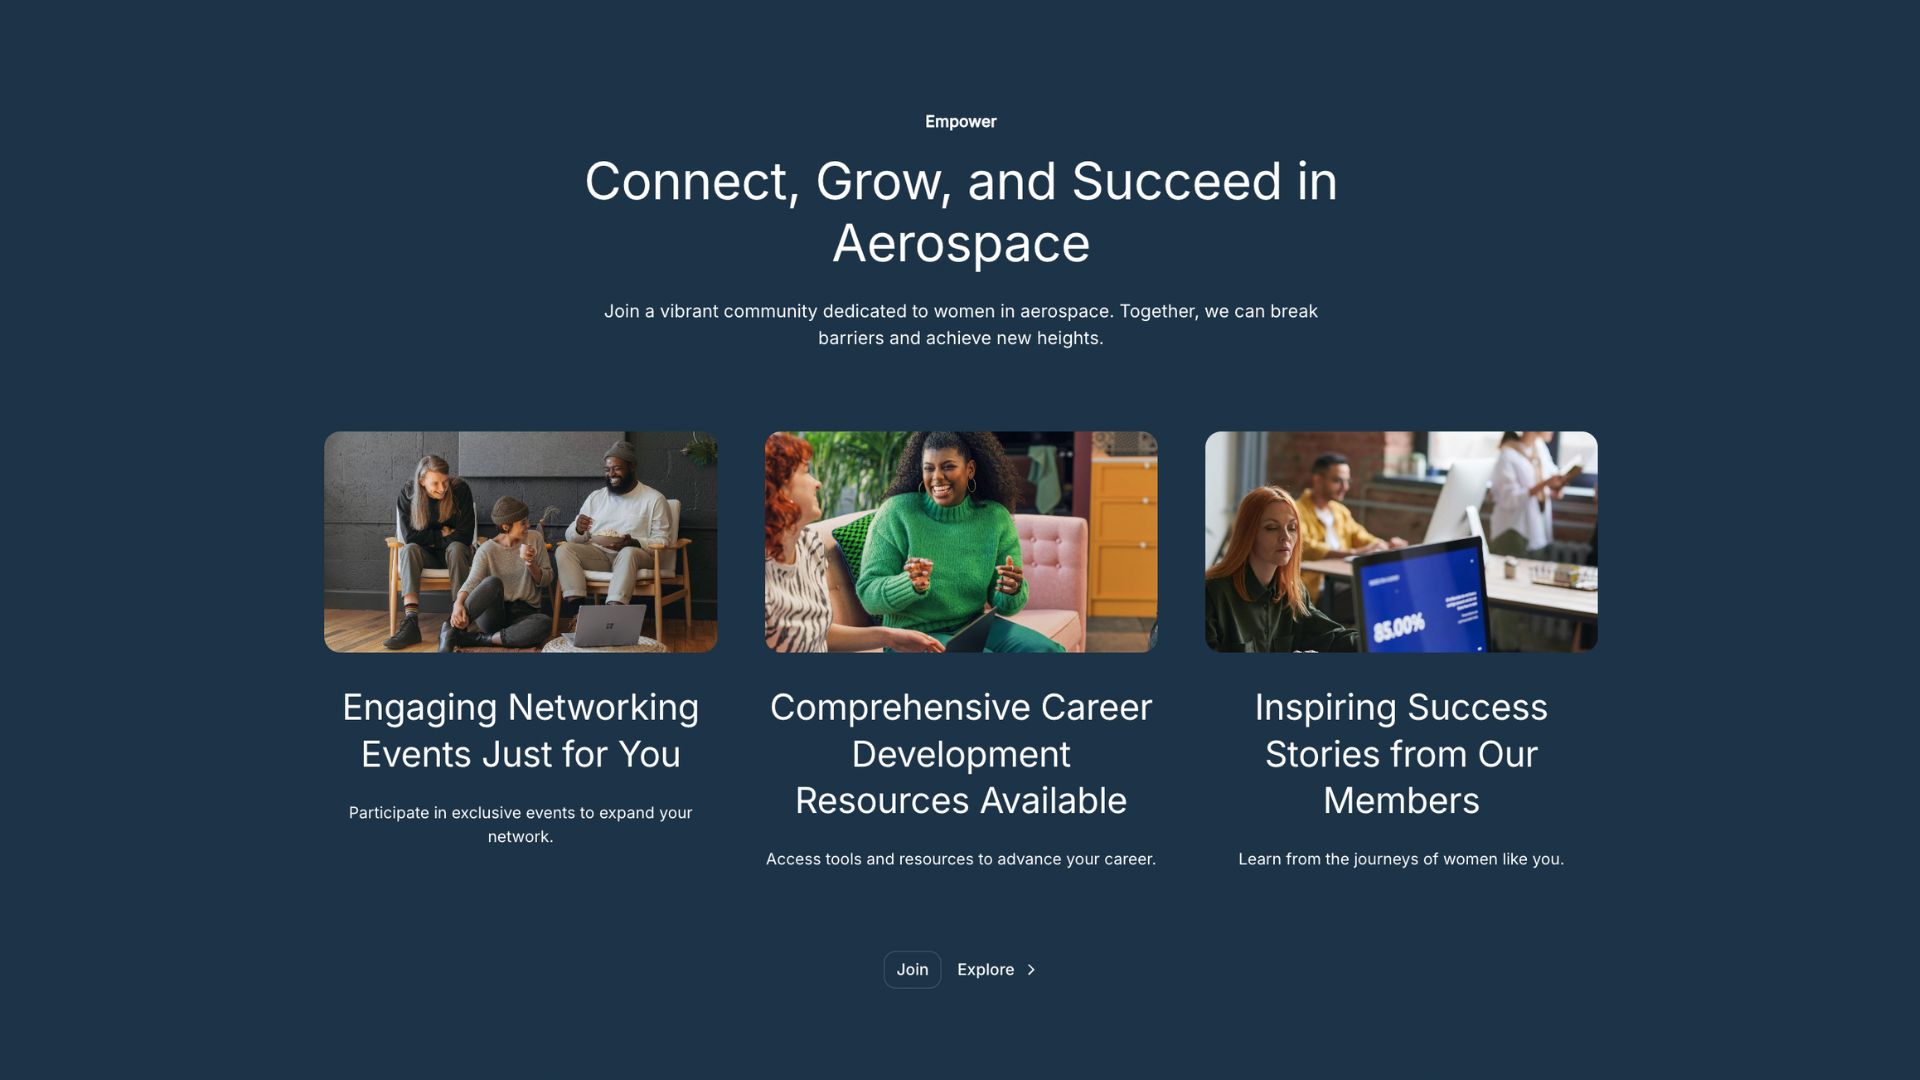 Empower
Connect, Grow, and Succeed in
Aerospace
Join a vibrant community dedicated to women in aerospace. Together, we can break
barriers and achieve new heights.
85.00%
Engaging Networking
Events Just for You
Participate in exclusive events to expand your
network.
Comprehensive Career
Development
Resources Available
Access tools and resources to advance your career.
Inspiring Success
Stories from Our
Members
Learn from the journeys of women like you.
Join
Explore